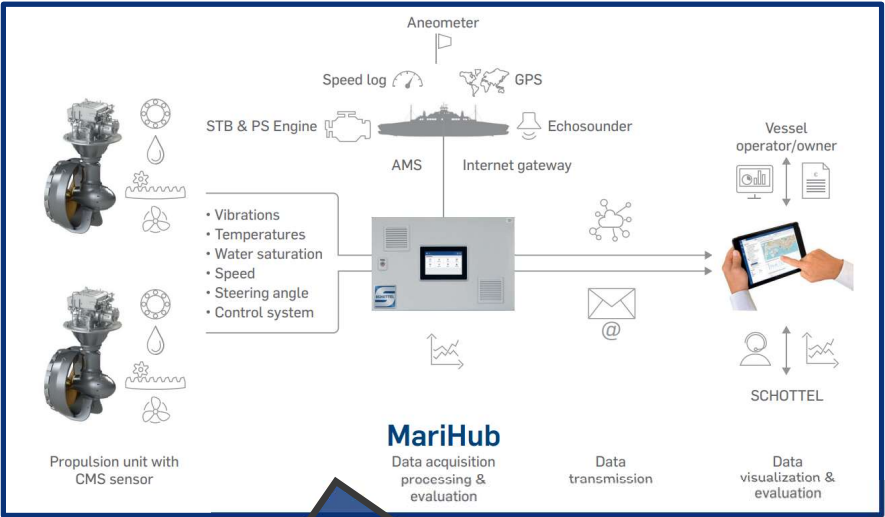 Aneometer
Speed log
GPS
STB & PS Engine
Echosounder
AMS
Internet gateway
Vessel
operator/owner
• Vibrations
• Temperatures
• Water saturation
• Speed
• Steering angle
• Control system
SCHOTTEL
@
SCHOTTEL
MariHub
Propulsion unit with
CMS sensor
Data acquisition
processing &
evaluation
Data
transmission
Data
visualization &
evaluation